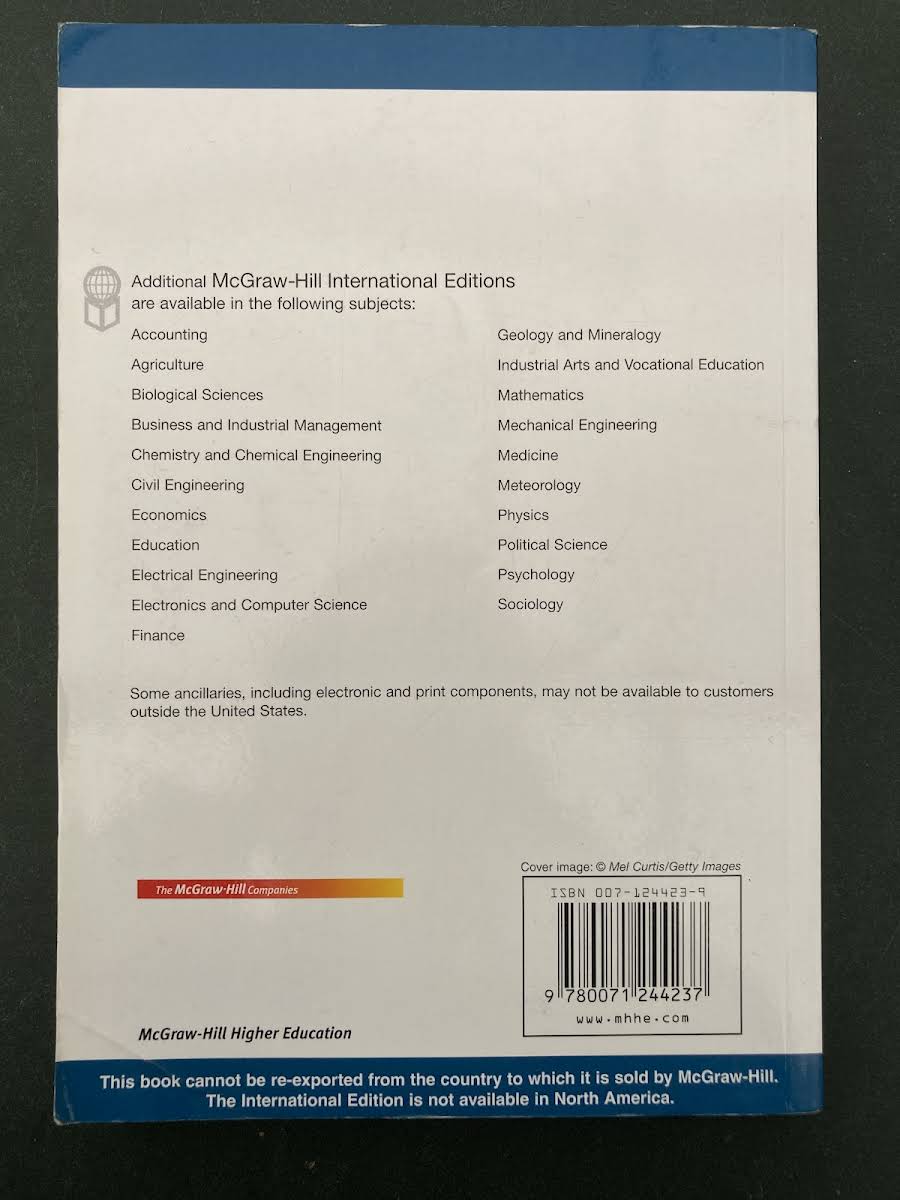 Additional McGraw-Hill International Editions
are available in the following subjects:
Accounting
Agriculture
Biological Sciences
Business and Industrial Management
Chemistry and Chemical Engineering
Civil Engineering
Economics
Education
Electrical Engineering
Electronics and Computer Science
Finance
Geology and Mineralogy
Industrial Arts and Vocational Education
Mathematics
Mechanical Engineering
Medicine
Meteorology
Physics
Political Science
Psychology
Sociology
Some ancillaries, including electronic and print components, may not be available to customers
outside the United States.
The McGraw-Hill Companies
McGraw-Hill Higher Education
Cover image: © Mel Curtis/Getty Images
ISBN 007-124423-9
9 780071 244237
www.mhhe.com
This book cannot be re-exported from the country to which it is sold by McGraw-Hill.
The International Edition is not available in North America.